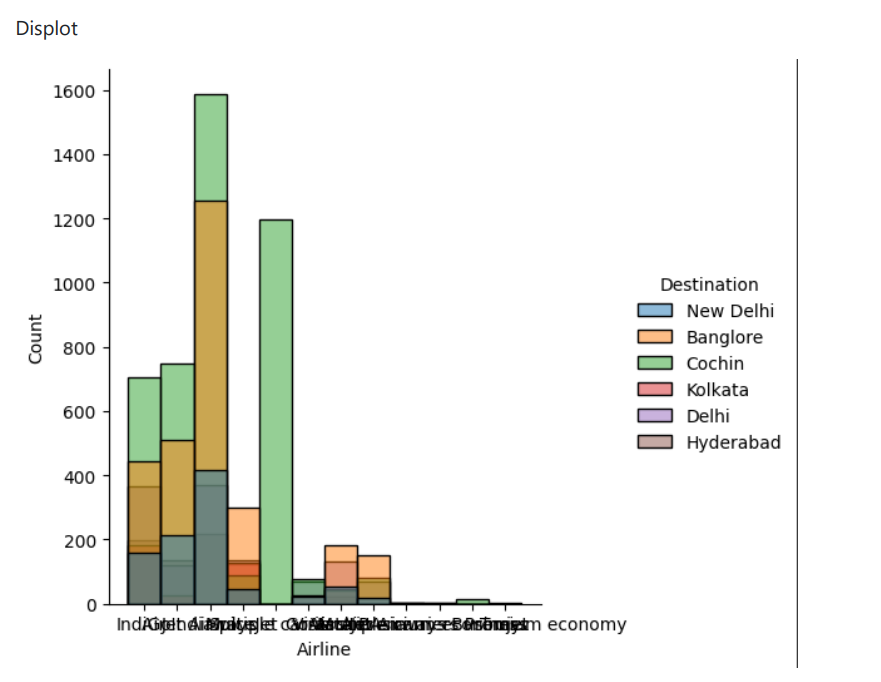 Displot
1600
1400
1200
1000
800
600
400
200
0
Count
economy
Airline
Destination
New Delhi
Banglore
Cochin
Kolkata
Delhi
Hyderabad